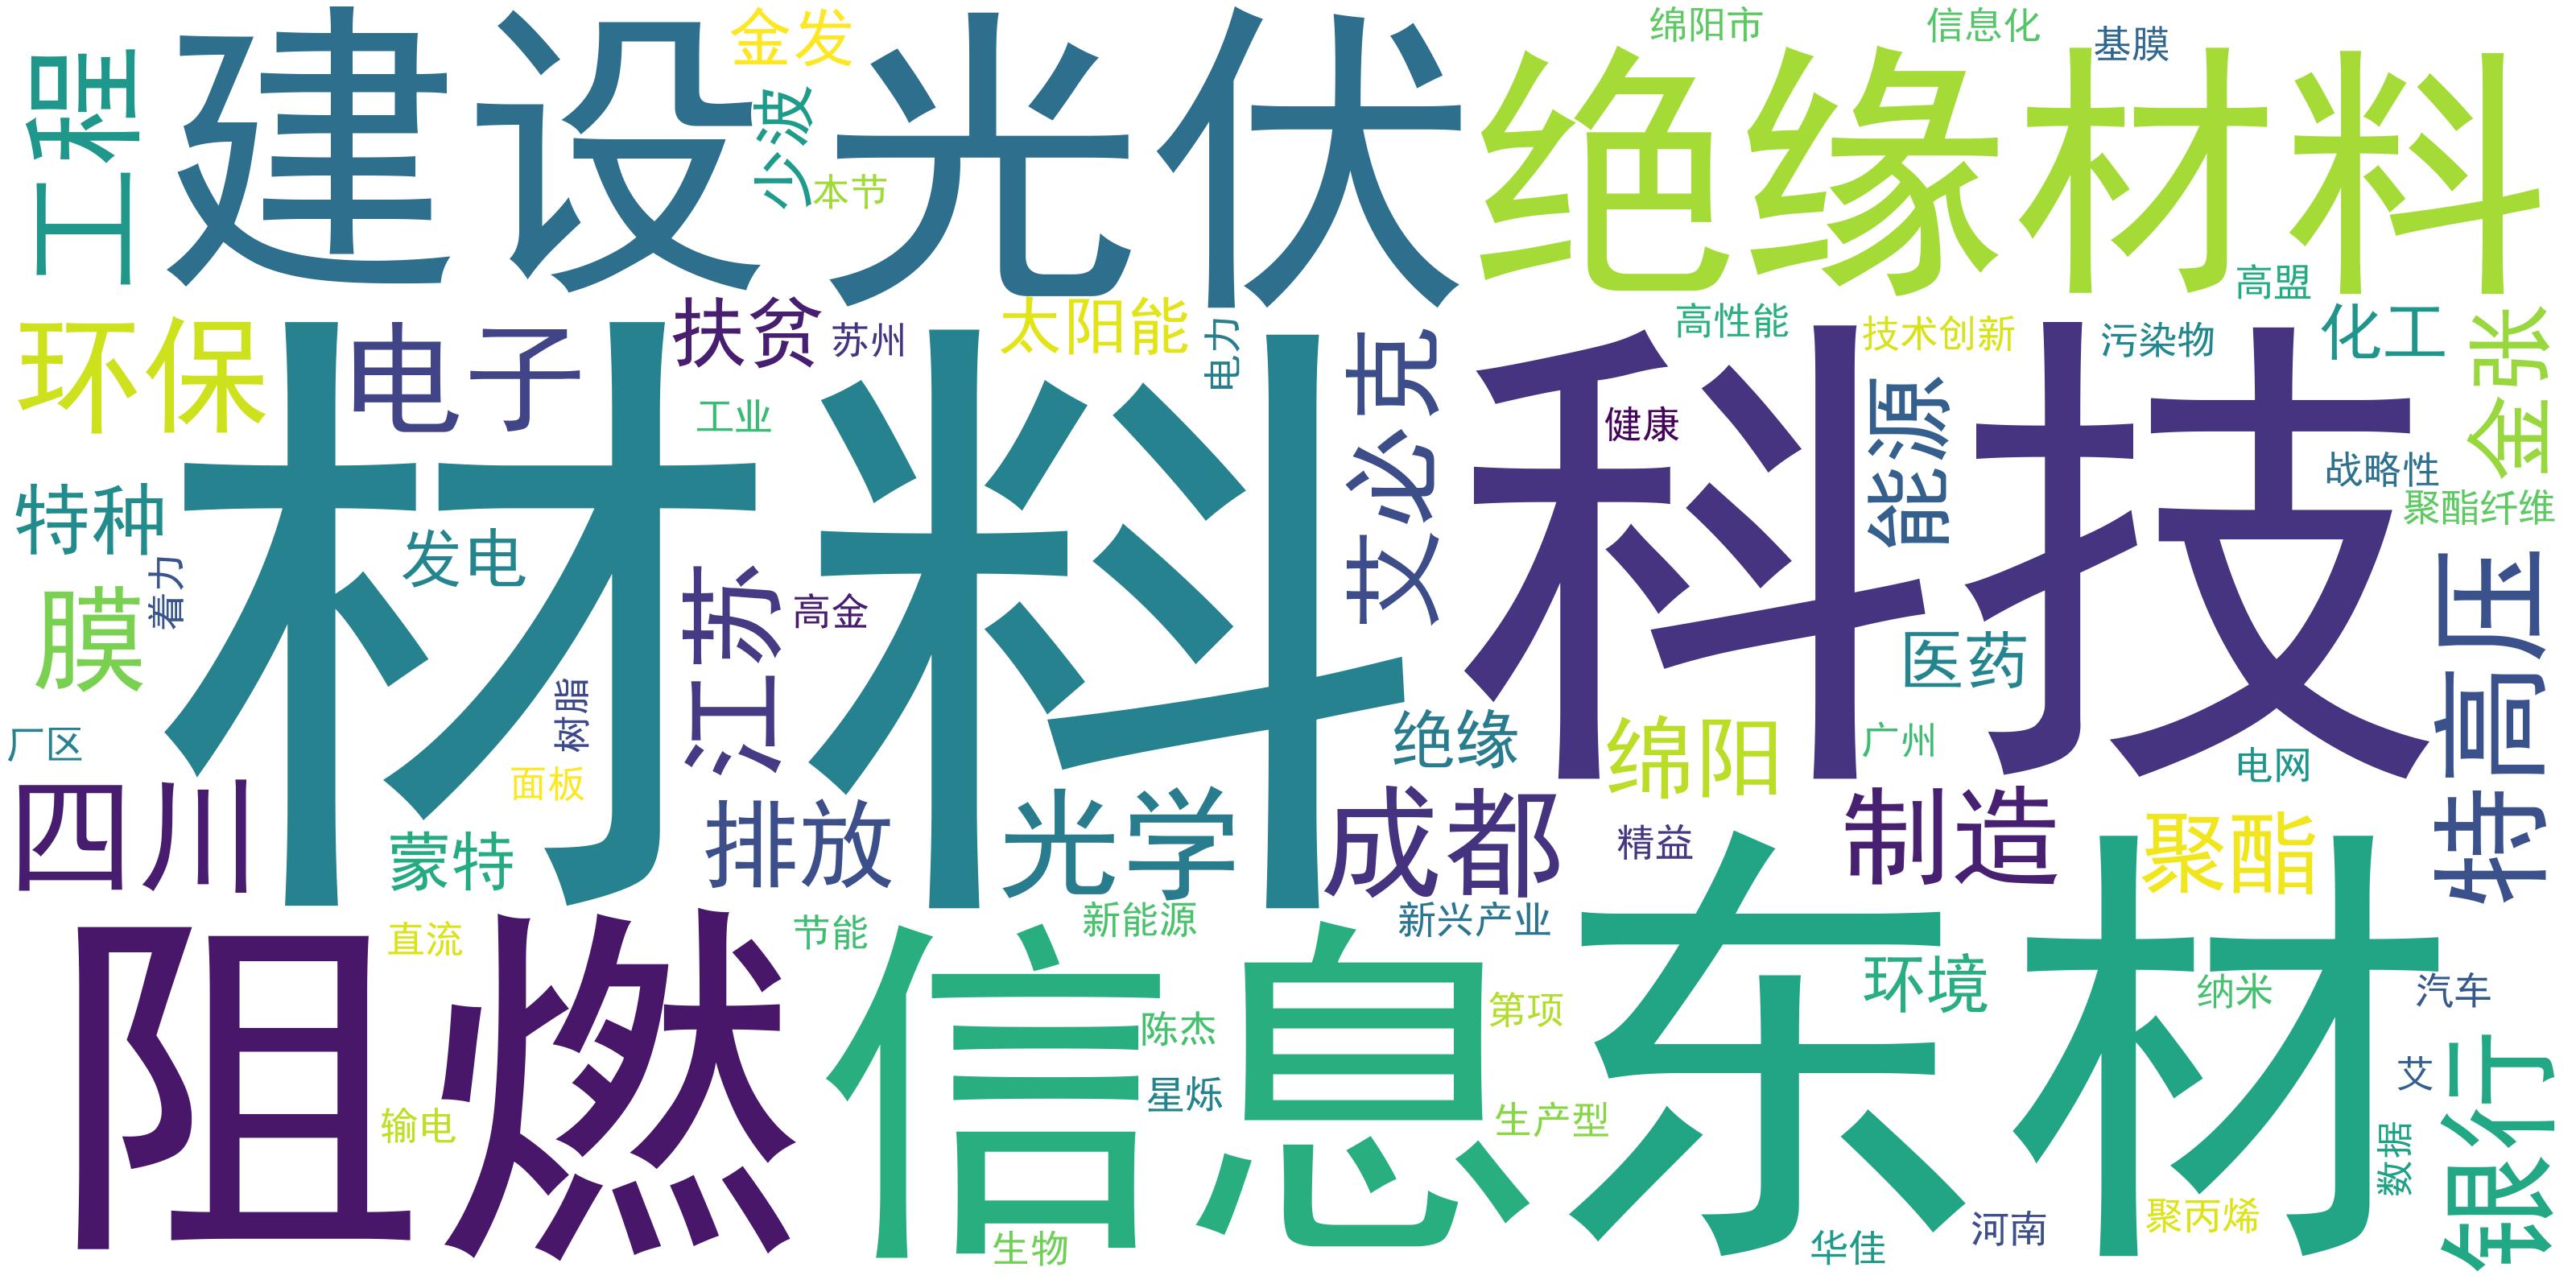 工程
建设
金发
少波
本节
光伏
绝缘材料
绵阳市
信息化
基膜
环保
电子
扶贫
苏州
太阳能
电力
高性能
技术创新
污染物
高盟
化工
金张
材料
科技
艾必克
健康
能源
战略性
聚酯纤维
工业
特种
发电
着力
膜
江苏
高金
树脂
医药
特高压
厂区
面板
绝缘
绵阳
广州
电网
四川
蒙特
排放
光学
成都
精益
制造
聚酯
阻燃
直流
节能
新能源
新兴产业
信息
东材
陈杰
第项
环境
纳米
汽车
星烁
艾
输电
生产型
数据
银行
生物
华佳
河南
聚丙烯